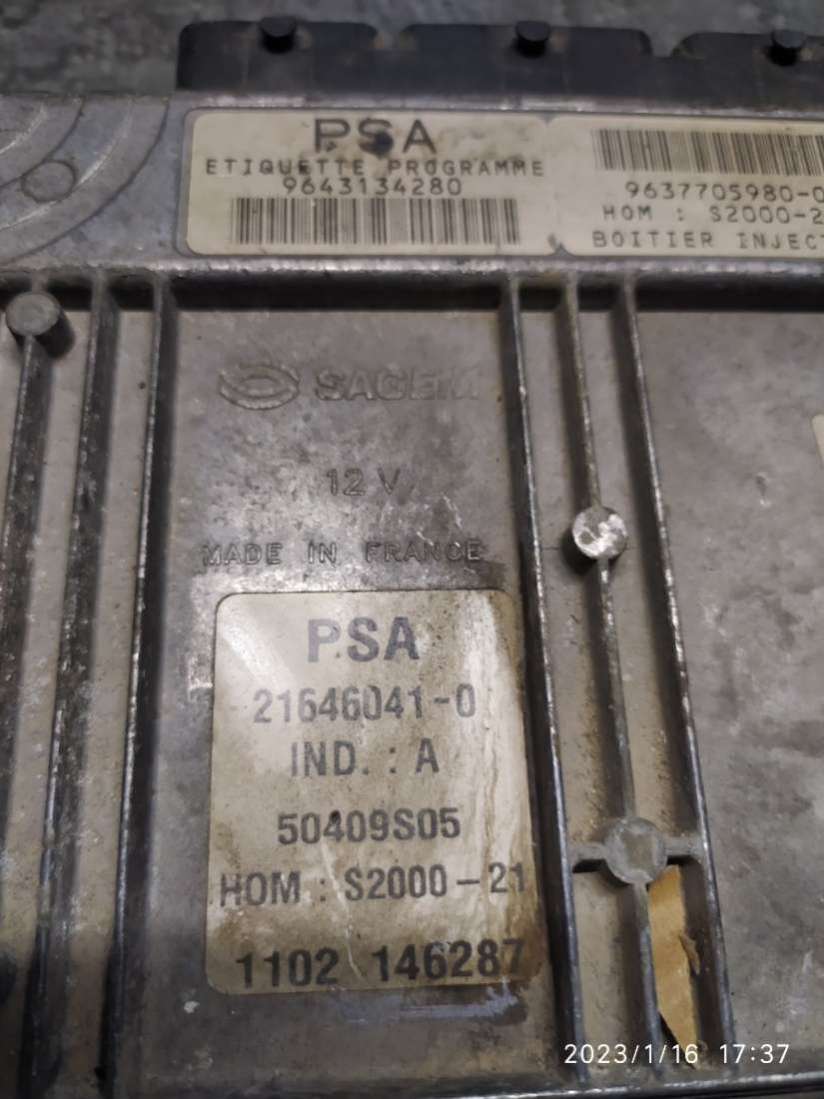 PSA
ETIQUETTE PROGRAMME
9643134280
9637705980-0
HOM : S2000-2
BOITIER INJECT
SAGEM
12 V
MADE IN FRANCE
PSA
21646041-0
IND. : A
50409S05
HOM : S2000-21
1102 146287
2023/1/16 17:37